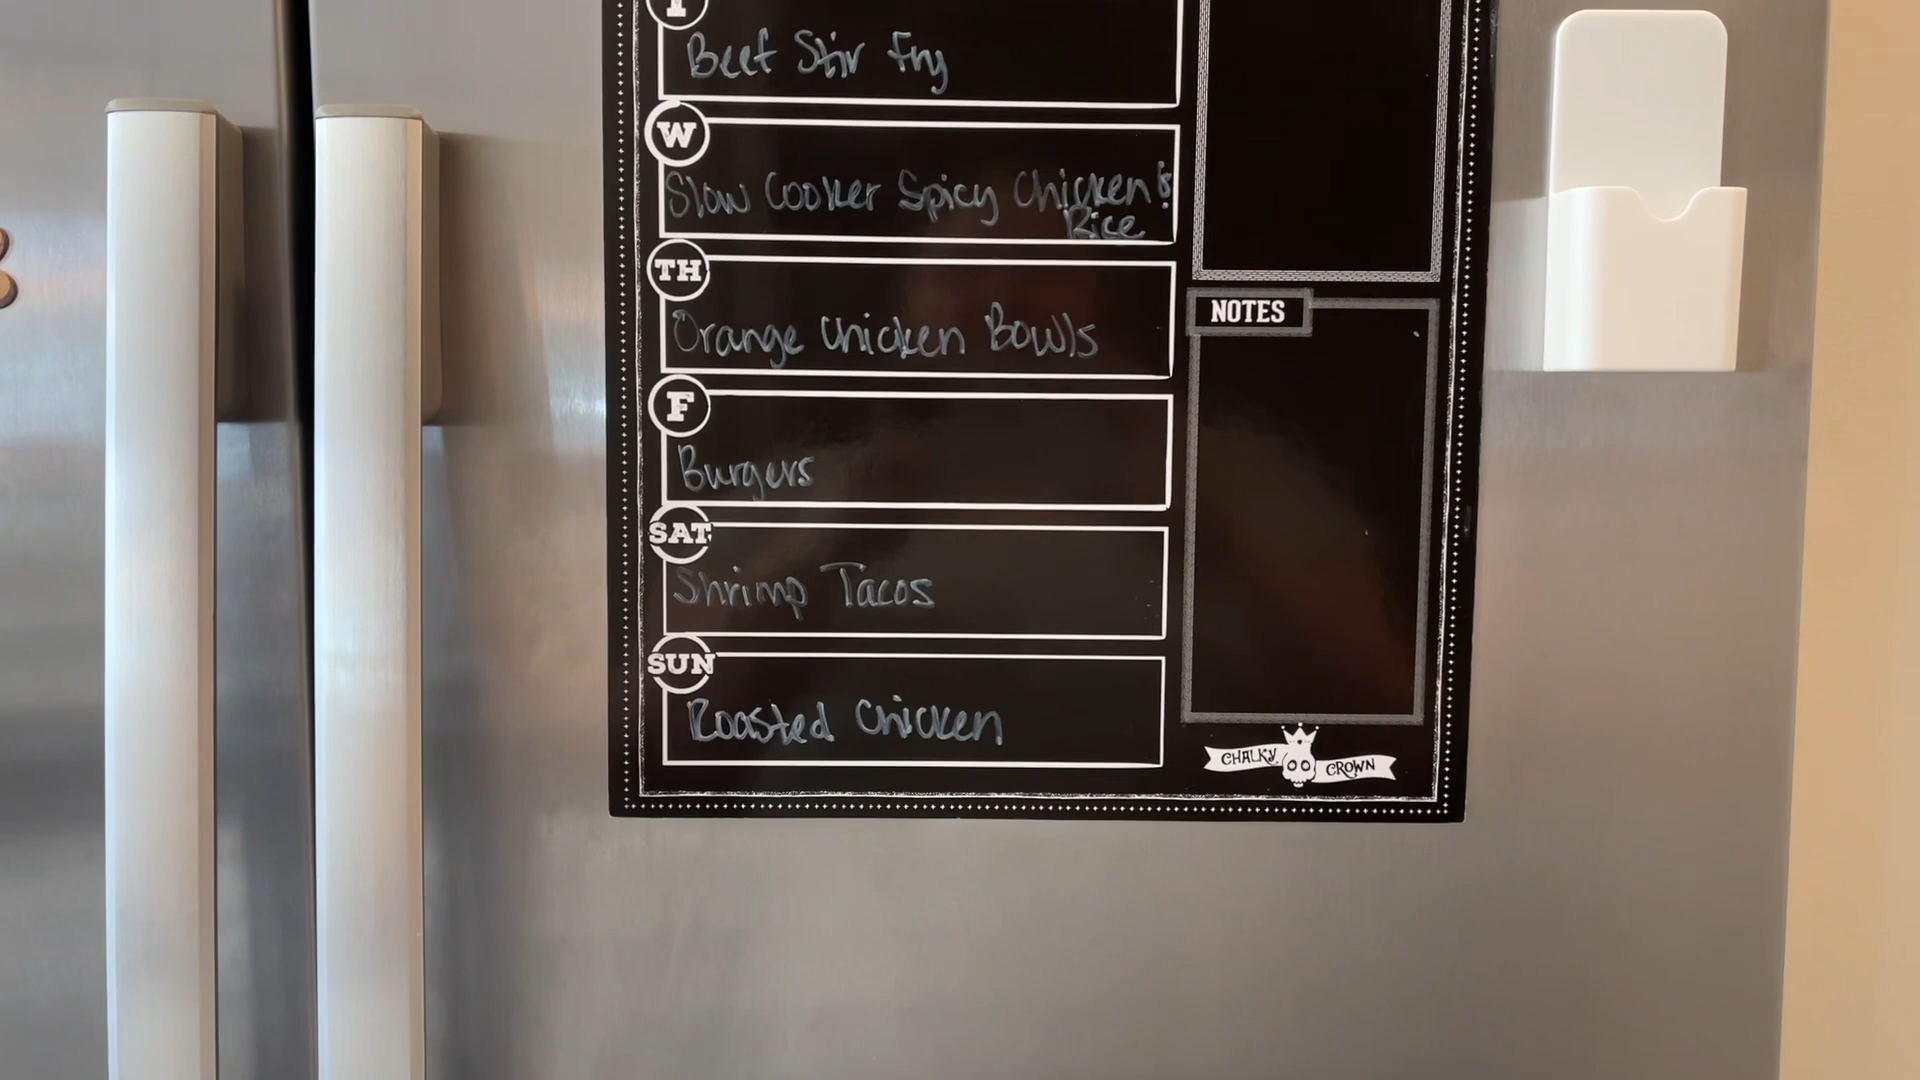 T
Beef Stir Fry
W
Slow Cooker Spicy Chicken &
Rice
TH
Orange Chicken Bowls
F
Burgers
SAT
Shrimp Tacos
SUN
Roasted Chicken
NOTES
CHALKY CROWN